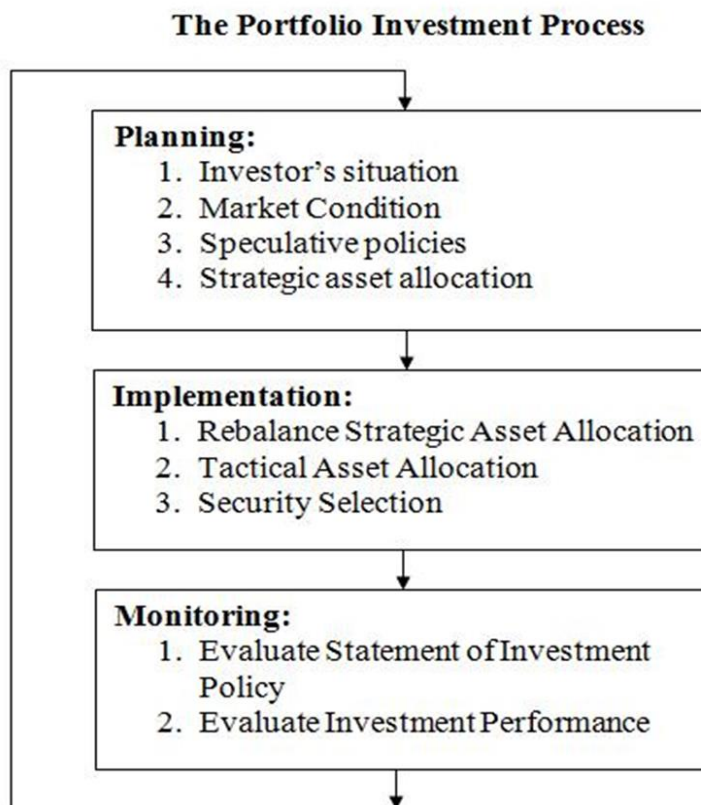 The Portfolio Investment Process
Planning:
1. Investor’s situation
2. Market Condition
3. Speculative policies
4. Strategic asset allocation
Implementation:
1. Rebalance Strategic Asset Allocation
2. Tactical Asset Allocation
3. Security Selection
Monitoring:
1. Evaluate Statement of Investment
Policy
2. Evaluate Investment Performance